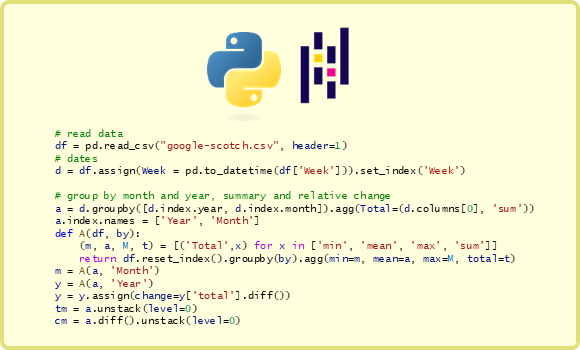 # read data
df = pd.read_csv("google-scotch.csv", header=1)
# dates
d = df.assign(Week = pd.to_datetime(df['Week'])).set_index('Week')
# group by month and year, summary and relative change
a = d.groupby([d.index.year, d.index.month]).agg(Total=(d.columns[0], 'sum'))
a.index.names = ['Year', 'Month']
def A(df, by):
    (m, a, M, t) = [('Total',x) for x in ['min', 'mean', 'max', 'sum']]
    return df.reset_index().groupby(by).agg(min=m, mean=a, max=M, total=t)
m = A(a, 'Month')
y = A(a, 'Year')
y = y.assign(change=y['total'].diff())
tm = a.unstack(level=0)
cm = a.diff().unstack(level=0)